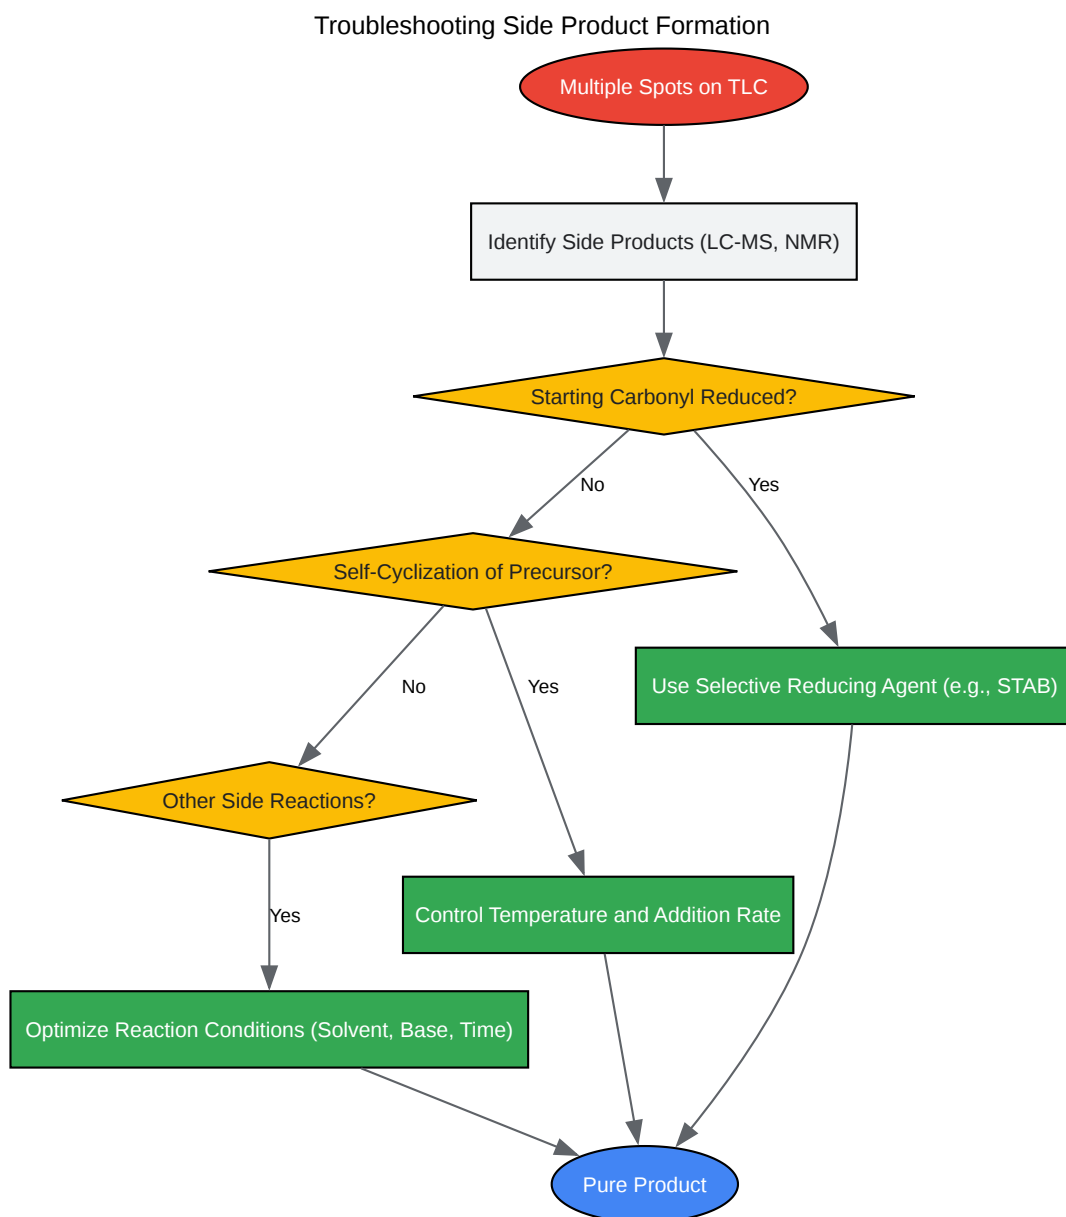 Troubleshooting Side Product Formation
Multiple Spots on TLC
Identify Side Products (LC-MS, NMR)
Starting Carbonyl Reduced?
No
Yes
Self-Cyclization of Precursor?
No
Yes
Use Selective Reducing Agent (e.g., STAB)
Other Side Reactions?
Yes
Control Temperature and Addition Rate
Optimize Reaction Conditions (Solvent, Base, Time)
Pure Product